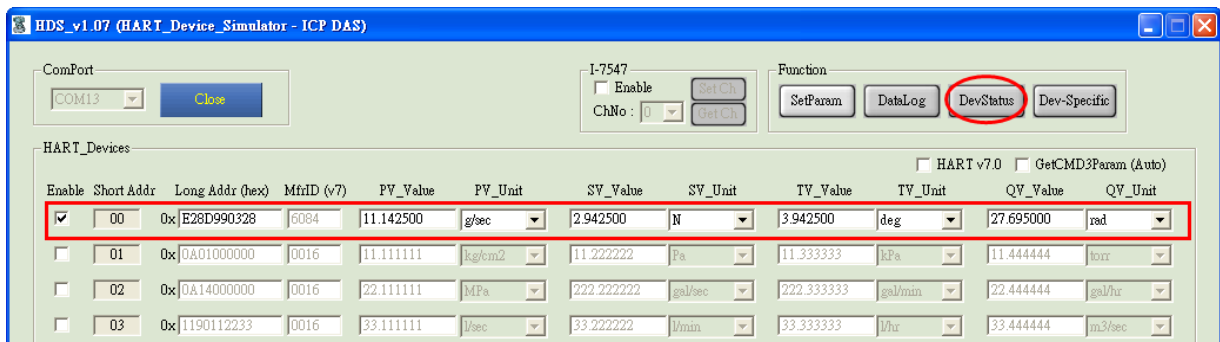 HDS_v1.07 (HART_Device_Simulator - ICP DAS)
ComPort
COM13
Close
I-7547
Enable
ChNo : 0
Set Ch
Get Ch
Function
SetParam
DataLog
DevStatus
Dev-Specific
HART_Devices
HART v7.0
GetCMD3Param (Auto)
Enable Short Addr Long Addr (hex) MfrID (v7) PV_Value PV_Unit SV_Value SV_Unit TV_Value TV_Unit QV_Value QV_Unit
00 0x E28D990328 6084 11.142500 g/sec 2.942500 N 3.942500 deg 27.695000 rad
01 0x 0A01000000 0016 11.111111 kg/cm2 11.222222 Pa 11.333333 kPa 11.444444 torr
02 0x 0A14000000 0016 22.111111 MPa 222.222222 gal/sec 222.333333 gal/min 22.444444 gal/hr
03 0x 1190112233 0016 33.111111 l/sec 33.222222 l/min 33.333333 l/hr 33.444444 m3/sec